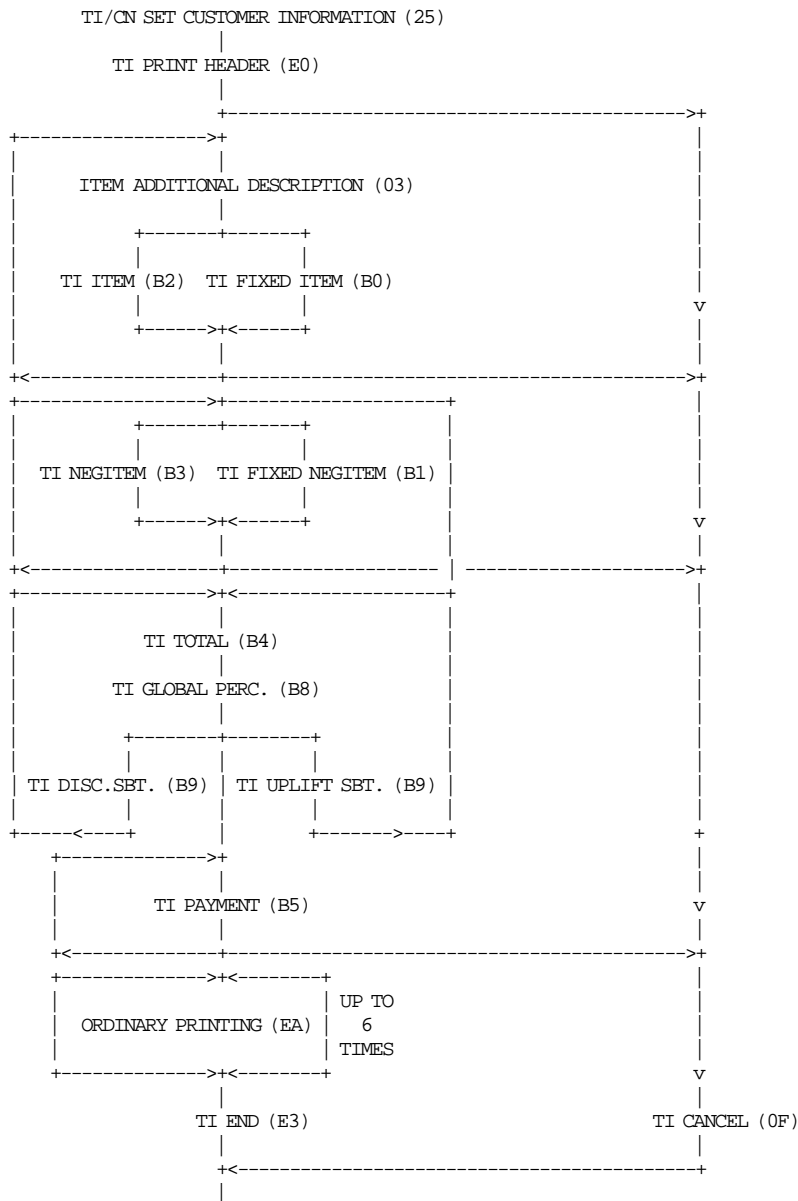 TI/CN SET CUSTOMER INFORMATION (25)
TI PRINT HEADER (E0)
ITEM ADDITIONAL DESCRIPTION (03)
TI ITEM (B2) TI FIXED ITEM (B0)
v
TI NEGITEM (B3) TI FIXED NEGITEM (B1)
v
TI TOTAL (B4)
TI GLOBAL PERC. (B8)
TI DISC.SBT. (B9) TI UPLIFT SBT. (B9)
TI PAYMENT (B5) v
UP TO
ORDINARY PRINTING (EA) 6
TIMES
v
TI END (E3) TI CANCEL (0F)